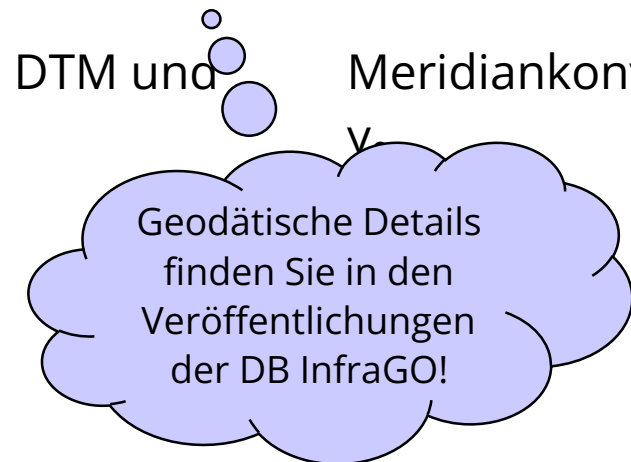 DTM und Meridiankonv
Geodätische Details
finden Sie in den
Veröffentlichungen
der DB InfraGO!